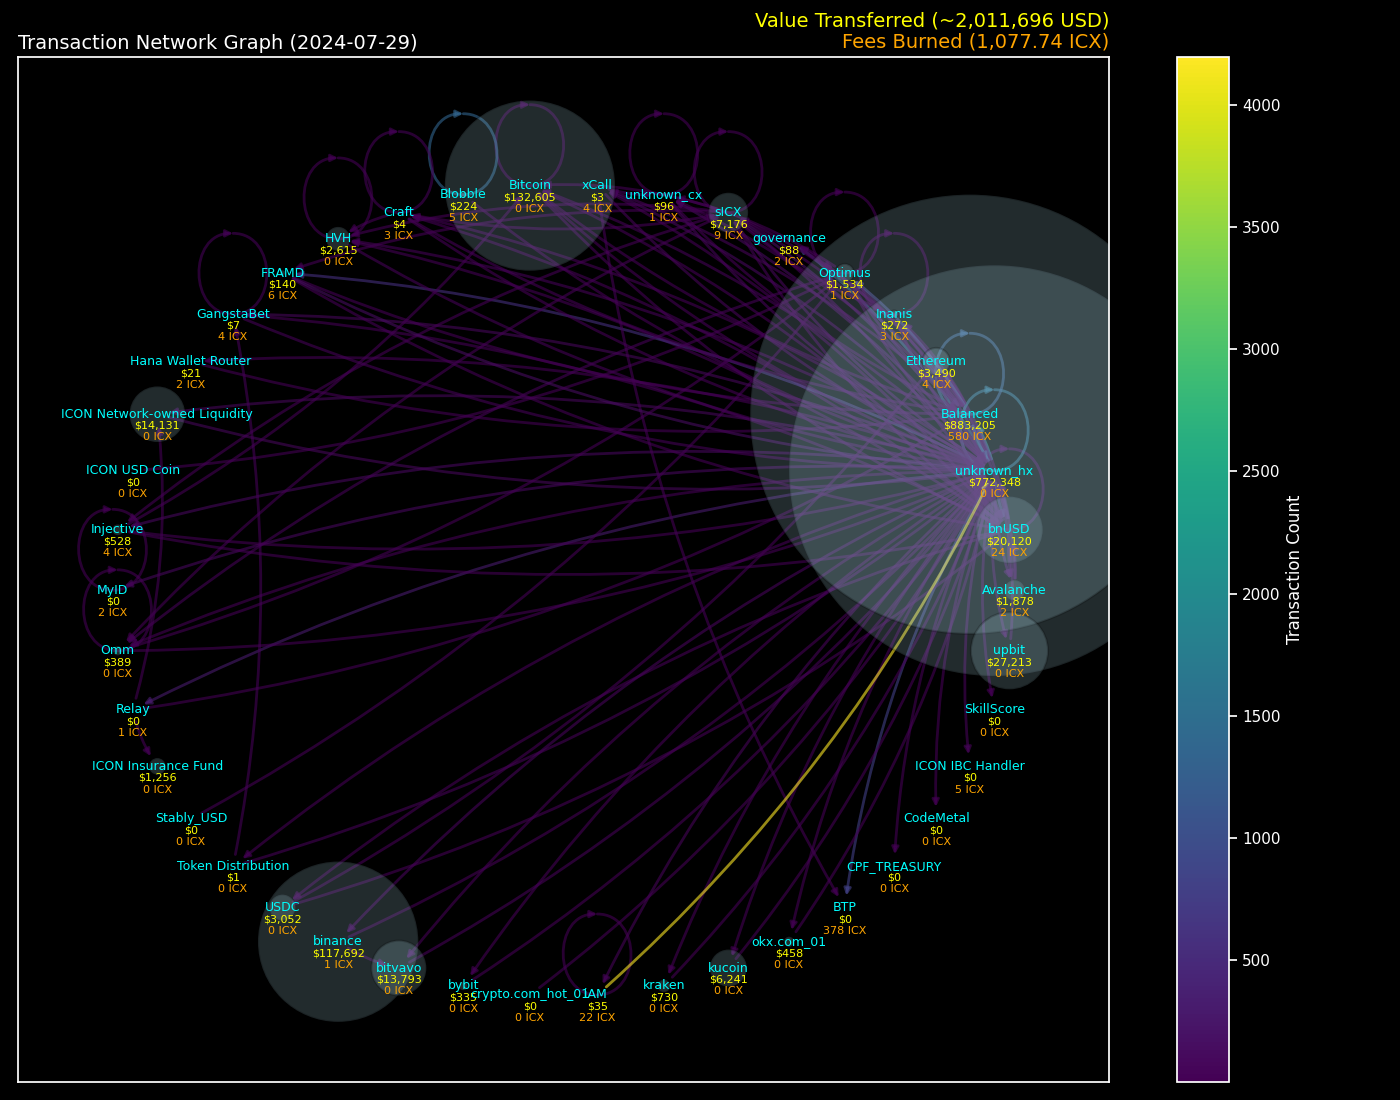 Value Transferred (~2,011,696 USD)
Transaction Network Graph (2024-07-29)
Fees Burned (1,077.74 ICX)
Bitcoin
$132,605
0 ICX
xCall
$3
4 ICX
Blobble
$224
5 ICX
unknown_cx
$96
1 ICX
Craft
$4
3 ICX
sICX
$7,176
9 ICX
HVH
$2,615
0 ICX
governance
$88
2 ICX
FRAMD
$140
6 ICX
Optimus
$1,534
1 ICX
GangstaBet
$7
4 ICX
Inanis
$272
3 ICX
Hana Wallet Router
$21
2 ICX
Ethereum
$3,490
4 ICX
ICON Network-owned Liquidity
$14,131
0 ICX
Balanced
$883,205
580 ICX
ICON USD Coin
$0
0 ICX
unknown_hx
$772,348
0 ICX
Injective
$528
4 ICX
bnUSD
$20,120
24 ICX
MyID
$0
2 ICX
Avalanche
$1,878
2 ICX
Omm
$389
0 ICX
upbit
$27,213
0 ICX
Relay
$0
1 ICX
SkillScore
$0
0 ICX
ICON Insurance Fund
$1,256
0 ICX
ICON IBC Handler
$0
5 ICX
Stably_USD
$0
0 ICX
CodeMetal
$0
0 ICX
Token Distribution
$1
0 ICX
CPF_TREASURY
$0
0 ICX
USDC
$3,052
0 ICX
BTP
$0
378 ICX
binance
$117,692
1 ICX
okx.com_01
$458
0 ICX
bitvavo
$13,793
0 ICX
kucoin
$6,241
0 ICX
bybit
$335
0 ICX
crypto.com_hot_01
$0
0 ICX
IAM
$35
22 ICX
kraken
$730
0 ICX
4000
3500
3000
2500
2000
1500
1000
500
Transaction Count